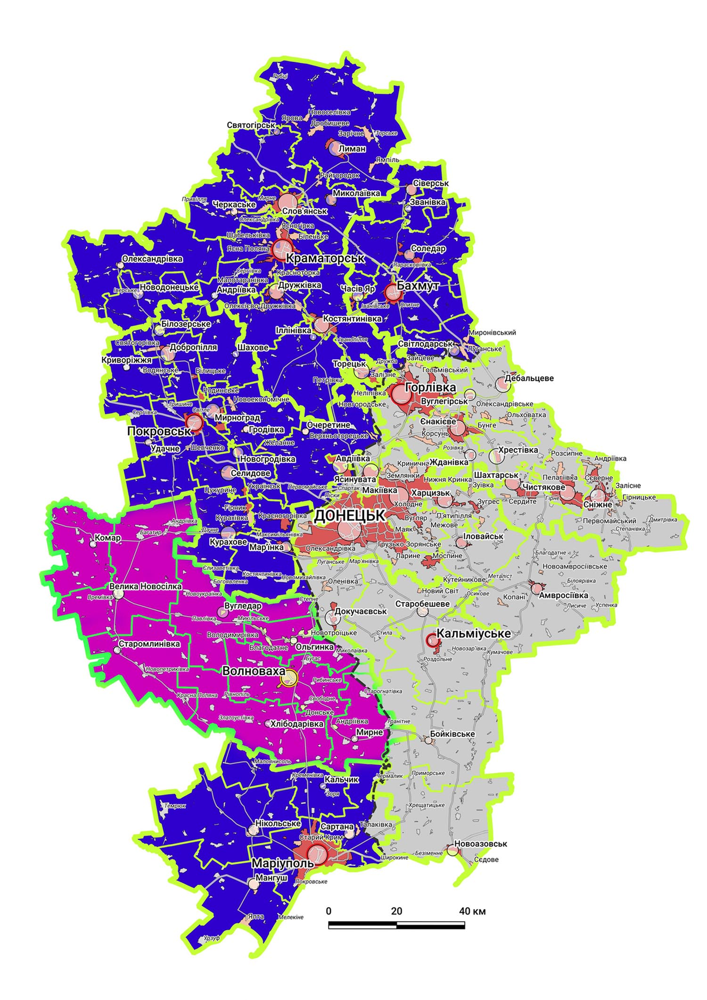 Рубці
Новоселівка
Ярова
Святогірськ
Дробишеве
Зарічне
Торське
Лиман
Ямпіль
Райгородок
Сіверськ
Миколаївка
Привілля
Мирне
Званівка
Черкаське
Слов'янськ
Олександрівка
Ясногірка
Шабельківка
Біленьке
Ясна Поляна
Соледар
Краматорськ
Олександрівка
Парасковіївка
Сергіївка
Красноторка
Малотаранівка
Новодонецьке
Дружківка
Бахмут
Іверське
Андріївка
Часів Яр
Олексієво-Дружківка
Іванівське
Опитне
Костянтинівка
Білозерське
Іллінівка
Миронівський
Іванопілля
Святогорівка
Добропілля
Шахове
Світлодарськ
Луганське
Криворіжжя
Зайцеве
Дружба
Торецьк
Водянське
Білицьке
Гольмівський
Залізне
Петрівка
Дебальцеве
Горлівка
Родинське
Неліпівка
Новоекономічне
Вуглегірськ
Гришине
Новгородське
Олександрівське
Сергіївка
Світле
Ольховатка
Мирноград
Єнакієве
Бунге
Очеретине
Покровськ
Гродівка
Корсунь
Верхньоторецьке
Желанне
Удачне
Шевченко
Розівка
Хрестівка
Розсипне
Новогродівка
Авдіївка
Андріївка
Криничná
Жданівка
Селидове
Землянки
Шахтарськ
Ясинувата
Нижня Кринка
Пелагіївка
Сєверне
Українськ
Первомайське
Спартак
Зуївка
Чистякове
Залісне
Цукурине
Макіївка
Харцизьк
Піски
Гірне
Гірницьке
Зугрес
Сердите
Холодне
Сніжне
Гірник
ДОНЕЦЬК
Курахівка
Красногорівка
Вугляр
П'ятипілля
Андріївка
Первомайський
Дмитрівка
Межове
Багатир
Дачне
Маяк
Степанівка
Комар
Максимільянівка
Іловайськ
Курахове
Мар'їнка
Грузько-Зорянське
Олександрівка
Благодатне
Ларине
Моспине
Луганське
Мар'янівка
Єлизаветівка
Новоамвросіївське
Костянтинівка
Новомихайлівка
Металіст
Богоявленка
Оленівка
Кутейникове
Білоярівка
Велика Новосілка
Новий Світ
Новоукраїнка
Осикове
Времівка
Копані
Амвросіївка
Степне
Вугледар
Старобешеве
Лисиче
Успенка
Докучаєвськ
Павлівка
Микільське
Новотроїцьке
Стила
Кальміуське
Володимирівка
Старомлинівка
Благодатне
Ольгинка
Миколаївка
Новозар'ївка
Кумачове
Бугас
Роздольне
Новопетриківка
Волноваха
Рибинське
Красна Поляна
Рівнопіль
Старогнатівка
Свободне
Донське
Златоустівка
Хлібодарівка
Андріївка
Гранітне
Мирне
Бойківське
Малоянисоль
Кременівка
Кальчик
Чермалик
Приморське
Зоря
Темрюк
Хрещатицьке
Нікольське
Сартана
Талаківка
Старий Крим
Новоазовськ
Маріуполь
Широкине
Безіменне
Сєдове
Мангуш
Покровське
0 20 40 км
Ялта
Мелекіне
Урзуф